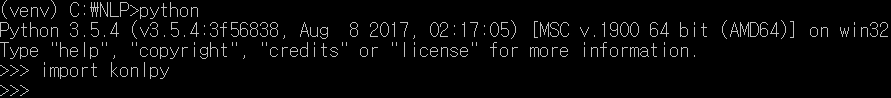 (venv) C:₩NLP>python
Python 3.5.4 (v3.5.4:3f56838, Aug  8 2017, 02:17:05) [MSC v.1900 64 bit (AMD64)] on win32
Type "help", "copyright", "credits" or "license" for more information.
>>> import konlpy
>>>